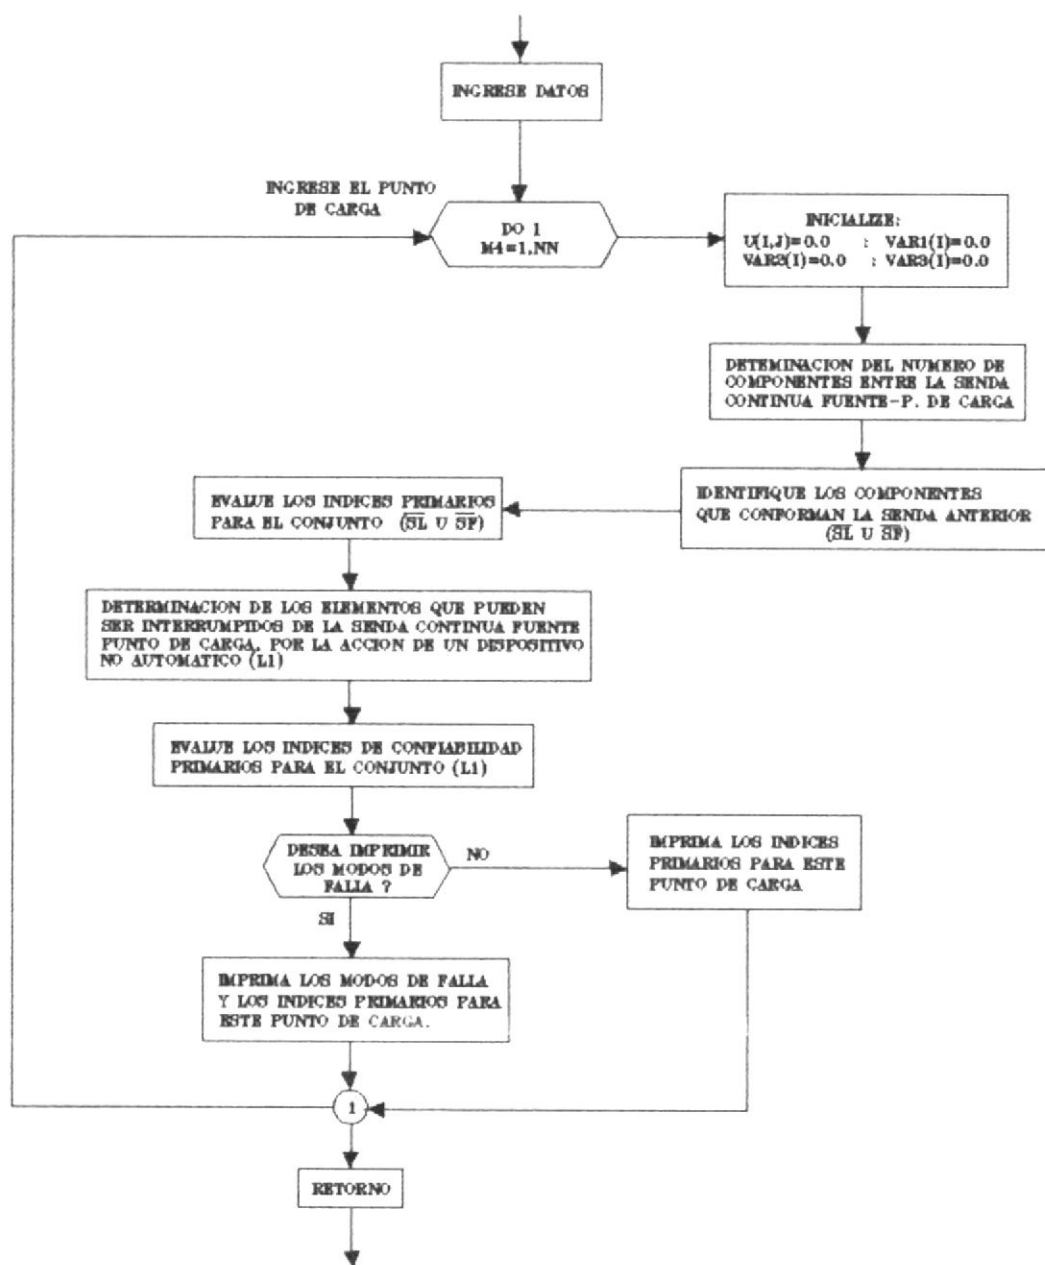 INGRESE DATOS
INGRESE EL PUNTO
DE CARGA
DO 1
M4=1,NN
INICIALIZE:
U(I,J)=0.0 : VAR1(I)=0.0
VAR2(I)=0.0 : VAR3(I)=0.0
DETEMINACION DEL NUMERO DE
COMPONENTES ENTRE LA SENDA
CONTINUA FUENTE-P. DE CARGA
IDENTIFIQUE LOS COMPONENTES
QUE CONFORMAN LA SENDA ANTERIOR
(S̅L̅ U S̅F̅)
EVALUE LOS INDICES PRIMARIOS
PARA EL CONJUNTO (S̅L̅ U S̅F̅)
DETERMINACION DE LOS ELEMENTOS QUE PUEDEN
SER INTERRUMPIDOS DE LA SENDA CONTINUA FUENTE
PUNTO DE CARGA, POR LA ACCION DE UN DISPOSITIVO
NO AUTOMATICO (L1)
EVALUE LOS INDICES DE CONFIABILIDAD
PRIMARIOS PARA EL CONJUNTO (L1)
DESEA IMPRIMIR
LOS MODOS DE
FALLA ?
NO
IMPRIMA LOS INDICES
PRIMARIOS PARA ESTE
PUNTO DE CARGA
SI
IMPRIMA LOS MODOS DE FALLA
Y LOS INDICES PRIMARIOS PARA
ESTE PUNTO DE CARGA.
1
RETORNO